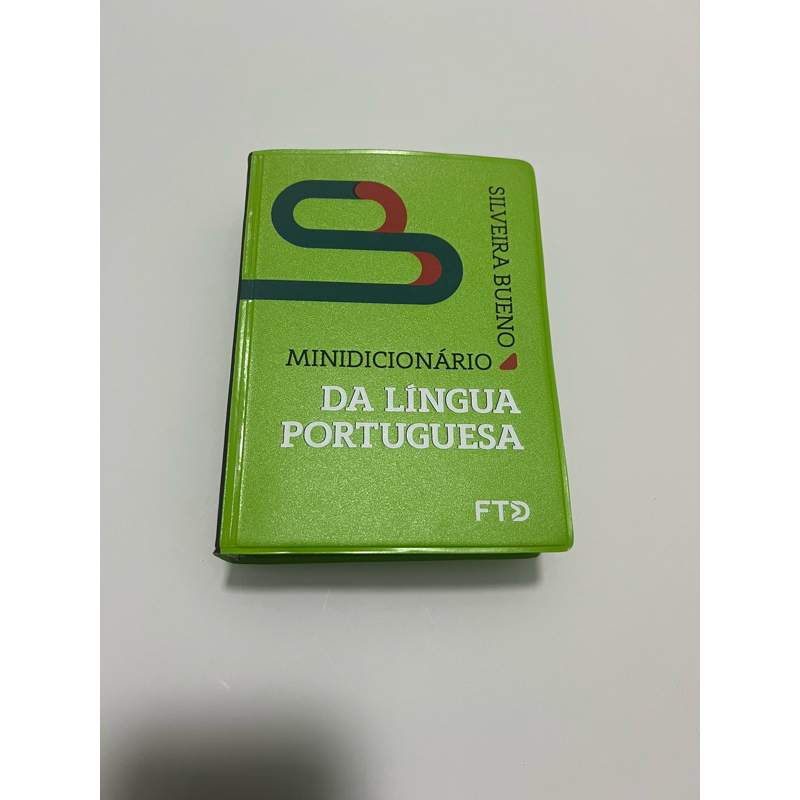 SILVEIRA BUENO
MINIDICIONÁRIO
DA LÍNGUA
PORTUGUESA
FTD